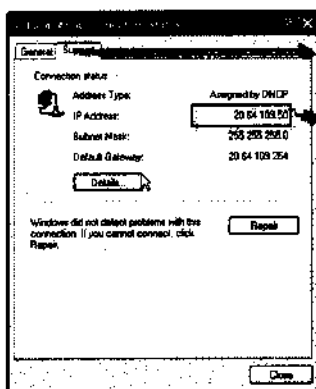 General
Connection status
Address Type: Assigned by DHCP
IP Address: 20.64.109.50
Subnet Mask: 255.255.255.0
Default Gateway: 20.64.109.254
Details...
Windows did not detect problems with this
connection. If you cannot connect, click
Repair.
Repair
Close